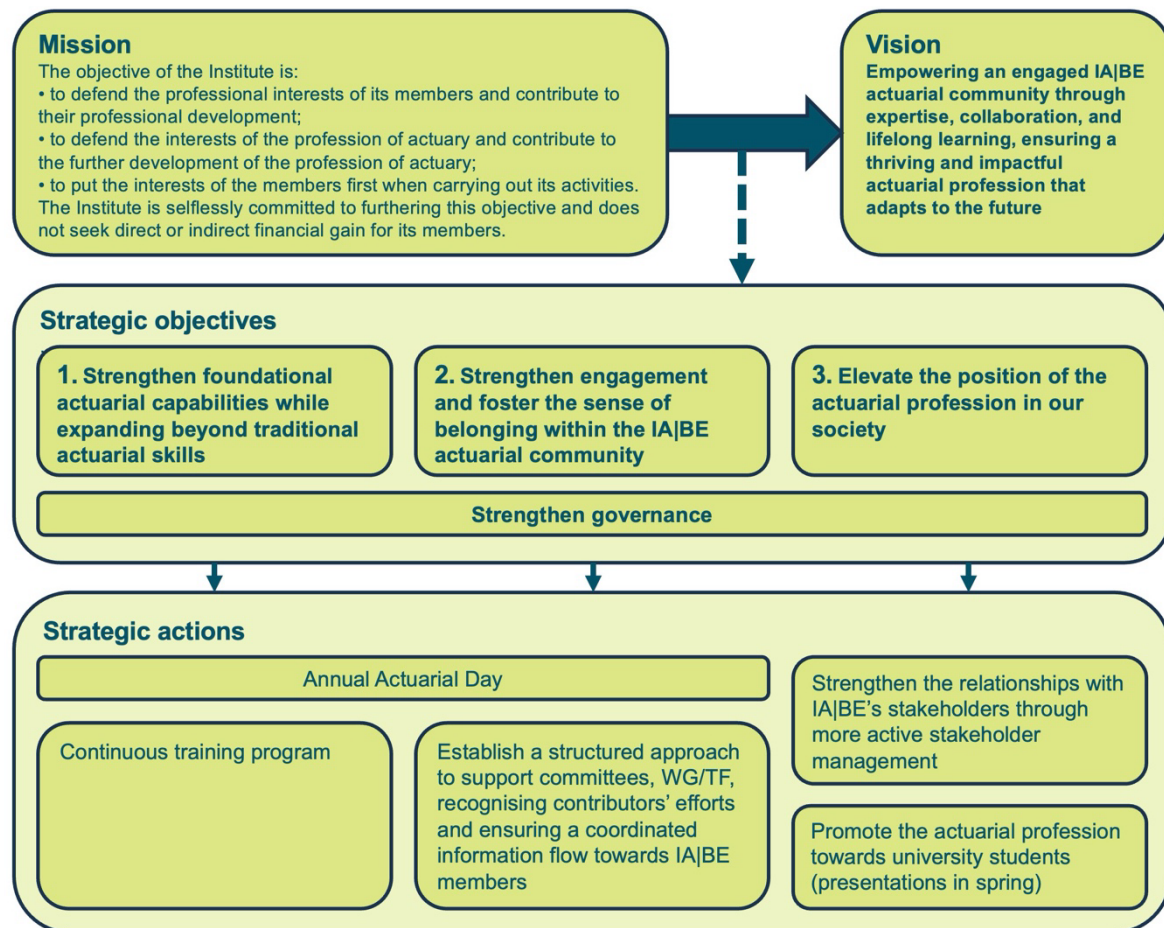 Mission
The objective of the Institute is:
• to defend the professional interests of its members and contribute to
their professional development;
• to defend the interests of the profession of actuary and contribute to
the further development of the profession of actuary;
• to put the interests of the members first when carrying out its activities.
The Institute is selflessly committed to furthering this objective and does
not seek direct or indirect financial gain for its members.
Vision
Empowering an engaged IA|BE
actuarial community through
expertise, collaboration, and
lifelong learning, ensuring a
thriving and impactful
actuarial profession that
adapts to the future
Strategic objectives
1. Strengthen foundational
actuarial capabilities while
expanding beyond traditional
actuarial skills
2. Strengthen engagement
and foster the sense of
belonging within the IA|BE
actuarial community
3. Elevate the position of the
actuarial profession in our
society
Strengthen governance
Strategic actions
Annual Actuarial Day
Continuous training program
Establish a structured approach
to support committees, WG/TF,
recognising contributors’ efforts
and ensuring a coordinated
information flow towards IA|BE
members
Strengthen the relationships with
IA|BE’s stakeholders through
more active stakeholder
management
Promote the actuarial profession
towards university students
(presentations in spring)